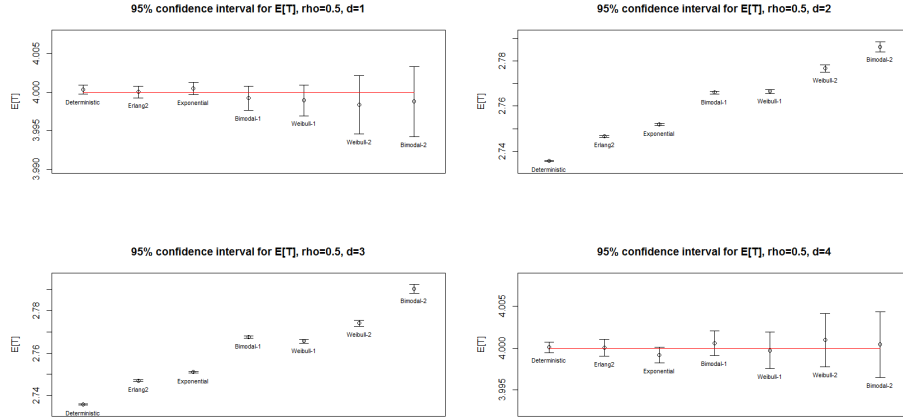 95% confidence interval for E[T], rho=0.5, d=1
E[T]
4.005
4.000
3.995
3.990
Deterministic
Erlang2
Exponential
Bimodal-1
Weibull-1
Weibull-2
Bimodal-2
95% confidence interval for E[T], rho=0.5, d=2
E[T]
2.78
2.76
2.74
Deterministic
Erlang2
Exponential
Bimodal-1
Weibull-1
Weibull-2
Bimodal-2
95% confidence interval for E[T], rho=0.5, d=3
E[T]
2.78
2.76
2.74
Deterministic
Erlang2
Exponential
Bimodal-1
Weibull-1
Weibull-2
Bimodal-2
95% confidence interval for E[T], rho=0.5, d=4
E[T]
4.005
4.000
3.995
Deterministic
Erlang2
Exponential
Bimodal-1
Weibull-1
Weibull-2
Bimodal-2